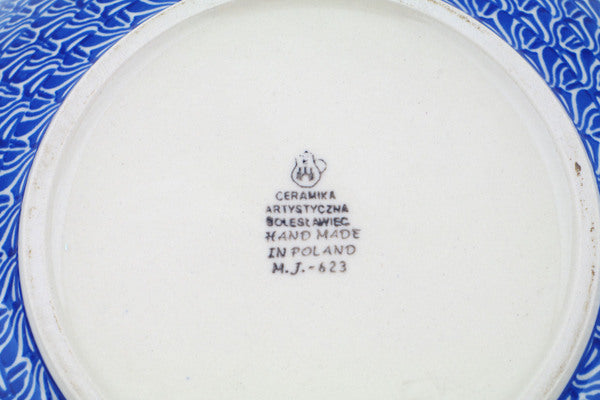 CERAMIKA
ARTYSTYCZNA
BOLESŁAWIEC
HAND MADE
IN POLAND
M.J.-623